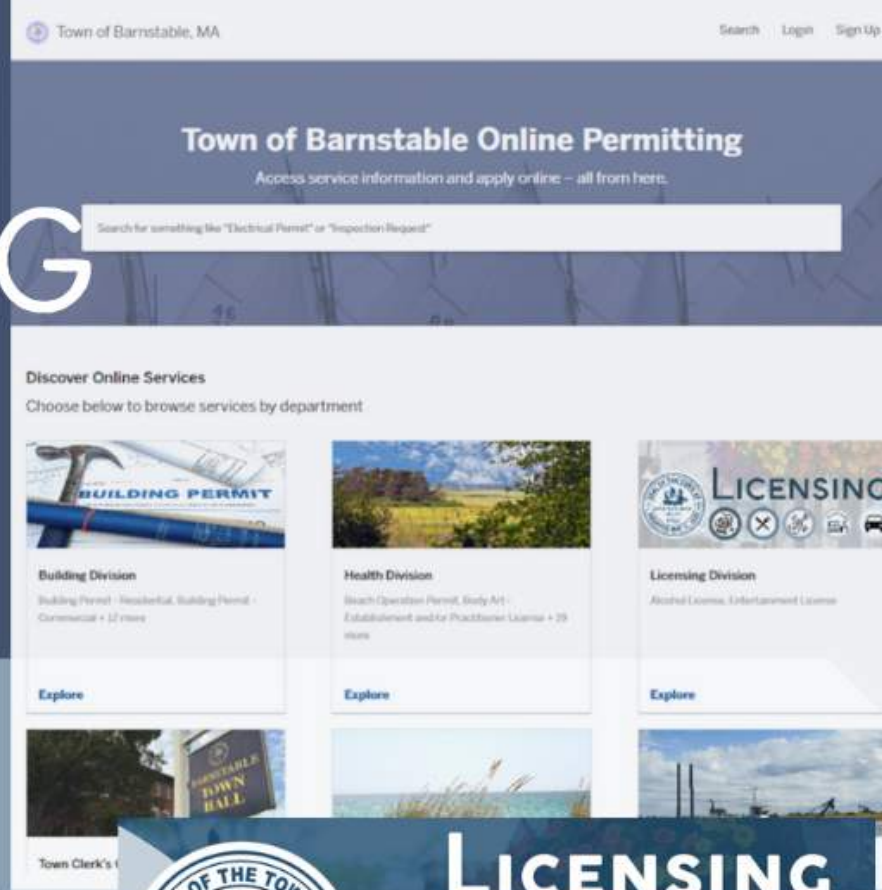 Town of Barnstable, MA
Search Login Sign Up
Town of Barnstable Online Permitting
Access service information and apply online – all from here.
G
Search for something like "Electrical Permit" or "Inspection Request"
Discover Online Services
Choose below to browse services by department
BUILDING PERMIT
LICENSING
Building Division
Building Permit - Residential, Building Permit -
Commercial + 12 more
Explore
Health Division
Beach Operation Permit, Body Art -
Establishment and/or Practitioner License + 19
more
Explore
Licensing Division
Alcohol License, Entertainment License
Explore
BARNSTABLE
TOWN
HALL
Town Clerk's
OF THE TOW
LICENSING